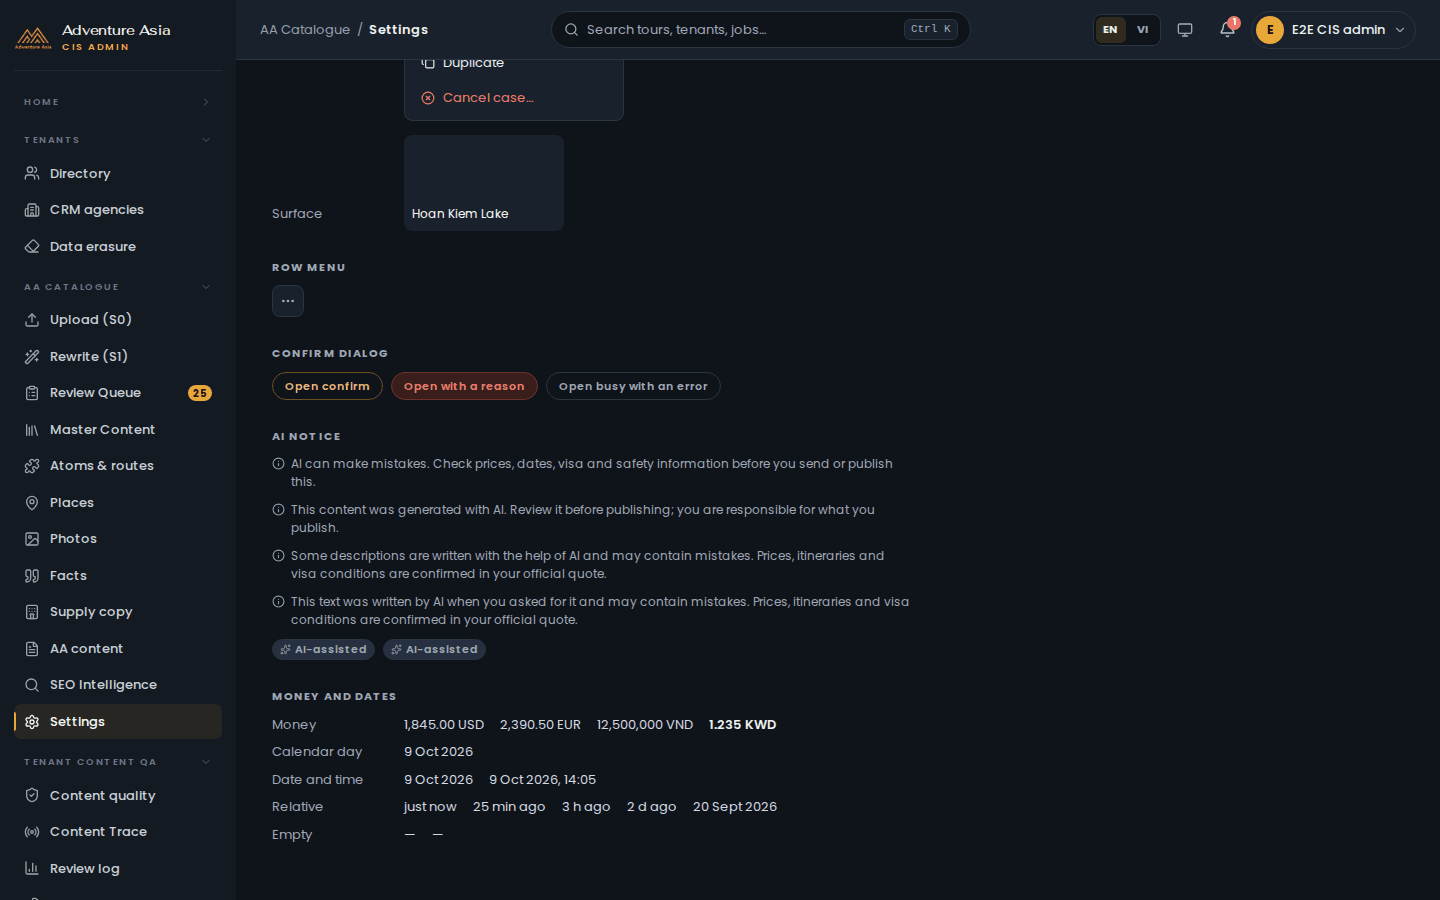 Adventure Asia
CIS ADMIN
Adventure Asia
AA Catalogue / Settings
Search tours, tenants, jobs...
Ctrl K
EN
VI
1
E
E2E CIS admin
HOME
TENANTS
Directory
CRM agencies
Data erasure
AA CATALOGUE
Upload (S0)
Rewrite (S1)
Review Queue
25
Master Content
Atoms & routes
Places
Photos
Facts
Supply copy
AA content
SEO Intelligence
Settings
TENANT CONTENT QA
Content quality
Content Trace
Review log
Duplicate
Cancel case...
Surface
Hoan Kiem Lake
ROW MENU
CONFIRM DIALOG
Open confirm
Open with a reason
Open busy with an error
AI NOTICE
AI can make mistakes. Check prices, dates, visa and safety information before you send or publish
this.
This content was generated with AI. Review it before publishing; you are responsible for what you
publish.
Some descriptions are written with the help of AI and may contain mistakes. Prices, itineraries and
visa conditions are confirmed in your official quote.
This text was written by AI when you asked for it and may contain mistakes. Prices, itineraries and visa
conditions are confirmed in your official quote.
AI-assisted AI-assisted
MONEY AND DATES
Money 1,845.00 USD 2,390.50 EUR 12,500,000 VND 1.235 KWD
Calendar day 9 Oct 2026
Date and time 9 Oct 2026 9 Oct 2026, 14:05
Relative just now 25 min ago 3 h ago 2 d ago 20 Sept 2026
Empty — —